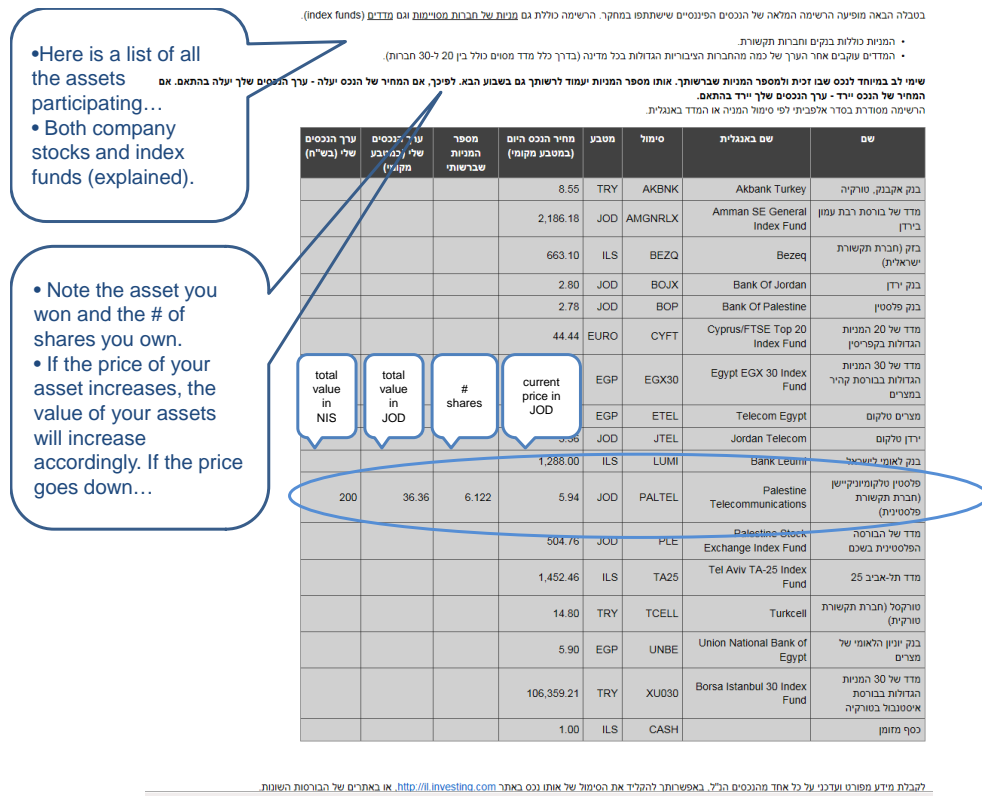 בטבלה הבאה מופיעה הרשימה המלאה של הנכסים הפיננסיים שישתתפו במחקר. הרשימה כוללת גם מניות של חברות מסויימות וגם מדדים (index funds).
• המניות כוללות בנקים וחברות תקשורת.
• המדדים עוקבים אחר הערך של כמה מהחברות הציבוריות הגדולות בכל מדינה (בדרך כלל מדד מסוים כולל בין 20 ל-30 חברות).
שימי לב במיוחד לנכס שבו זכית ולמספר המניות שברשותך. אותו מספר המניות יעמוד לרשותך גם בשבוע הבא. לפיכך, אם המחיר של הנכס יעלה - ערך הנכסים שלך יעלה בהתאם. אם
המחיר של הנכס יירד - ערך הנכסים שלך יירד בהתאם.
הרשימה מסודרת בסדר אלפביתי לפי סימול המניה או המדד באנגלית.
•Here is a list of all
the assets
participating…
• Both company
stocks and index
funds (explained).
• Note the asset you
won and the # of
shares you own.
• If the price of your
asset increases, the
value of your assets
will increase
accordingly. If the price
goes down…
שם שם באנגלית סימול מטבע מחיר הנכס היום מספר ערך הנכסים ערך הנכסים
(במטבע מקומי) המניות שלי (במטבע שלי (בש"ח)
שברשותי מקומי)
בנק אקבנק, טורקיה Akbank Turkey AKBNK TRY 8.55
מדד של בורסת רבת עמון Amman SE General AMGNRLX JOD 2,186.18
בירדן Index Fund
בזק (חברת תקשורת Bezeq BEZQ ILS 663.10
ישראלית)
בנק ירדן Bank Of Jordan BOJX JOD 2.80
בנק פלסטין Bank Of Palestine BOP JOD 2.78
מדד של 20 המניות Cyprus/FTSE Top 20 CYFT EURO 44.44
הגדולות בקפריסין Index Fund
מדד של 30 המניות Egypt EGX 30 Index EGX30 EGP
הגדולות בבורסת קהיר Fund
במצרים
מצרים טלקום Telecom Egypt ETEL EGP
ירדן טלקום Jordan Telecom JTEL JOD
בנק לאומי לישראל Bank Leumi LUMI ILS 1,288.00
פלסטין טלקומיוניקיישן Palestine PALTEL JOD 5.94 6.122 36.36 200
(חברת תקשורת Telecommunications
פלסטינית)
מדד של הבורסה Palestine Stock PLE JOD 504.76
הפלסטינית בשכם Exchange Index Fund
מדד תל-אביב 25 Tel Aviv TA-25 Index TA25 ILS 1,452.46
Fund
טורקסל (חברת תקשורת Turkcell TCELL TRY 14.80
טורקית)
בנק יוניון הלאומי של Union National Bank of UNBE EGP 5.90
מצרים Egypt
מדד של 30 המניות Borsa Istanbul 30 Index XU030 TRY 106,359.21
הגדולות בבורסת Fund
איסטנבול בטורקיה
כסף מזומן CASH ILS 1.00
total
value
in
NIS
total
value
in
JOD
#
shares
current
price in
JOD
לקבלת מידע מפורט ועדכני על כל אחד מהנכסים הנ"ל, באפשרותך להקליד את הסימול של אותו נכס באתר http://il.investing.com, או באתרים של הבורסות השונות.